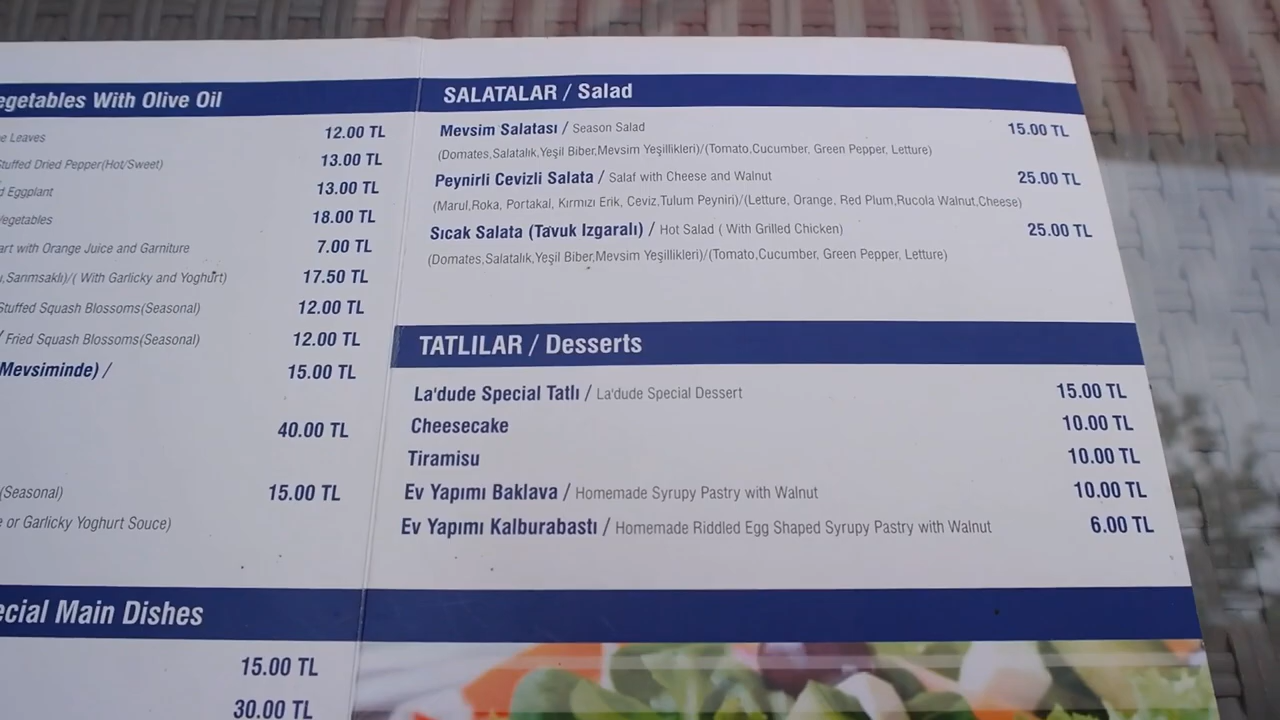 egetables With Olive Oil
e Leaves 12.00 TL
tuffed Dried Pepper(Hot/Sweet) 13.00 TL
d Eggplant 13.00 TL
egetables 18.00 TL
art with Orange Juice and Garniture 7.00 TL
,Sarımsaklı)/( With Garlicky and Yoghurt) 17.50 TL
Stuffed Squash Blossoms(Seasonal) 12.00 TL
/ Fried Squash Blossoms(Seasonal) 12.00 TL
Mevsiminde) / 15.00 TL
40.00 TL
(Seasonal) 15.00 TL
e or Garlicky Yoghurt Souce)
ecial Main Dishes
15.00 TL
30.00 TL
SALATALAR / Salad
Mevsim Salatası / Season Salad 15.00 TL
(Domates,Salatalık,Yeşil Biber,Mevsim Yeşillikleri)/(Tomato,Cucumber, Green Pepper, Letture)
Peynirli Cevizli Salata / Salaf with Cheese and Walnut 25.00 TL
(Marul,Roka, Portakal, Kırmızı Erik, Ceviz,Tulum Peyniri)/(Letture, Orange, Red Plum,Rucola Walnut,Cheese)
Sıcak Salata (Tavuk Izgaralı) / Hot Salad ( With Grilled Chicken) 25.00 TL
(Domates,Salatalık,Yeşil Biber,Mevsim Yeşillikleri)/(Tomato,Cucumber, Green Pepper, Letture)
TATLILAR / Desserts
La'dude Special Tatlı / La'dude Special Dessert 15.00 TL
Cheesecake 10.00 TL
Tiramisu 10.00 TL
Ev Yapımı Baklava / Homemade Syrupy Pastry with Walnut 10.00 TL
Ev Yapımı Kalburabastı / Homemade Riddled Egg Shaped Syrupy Pastry with Walnut 6.00 TL